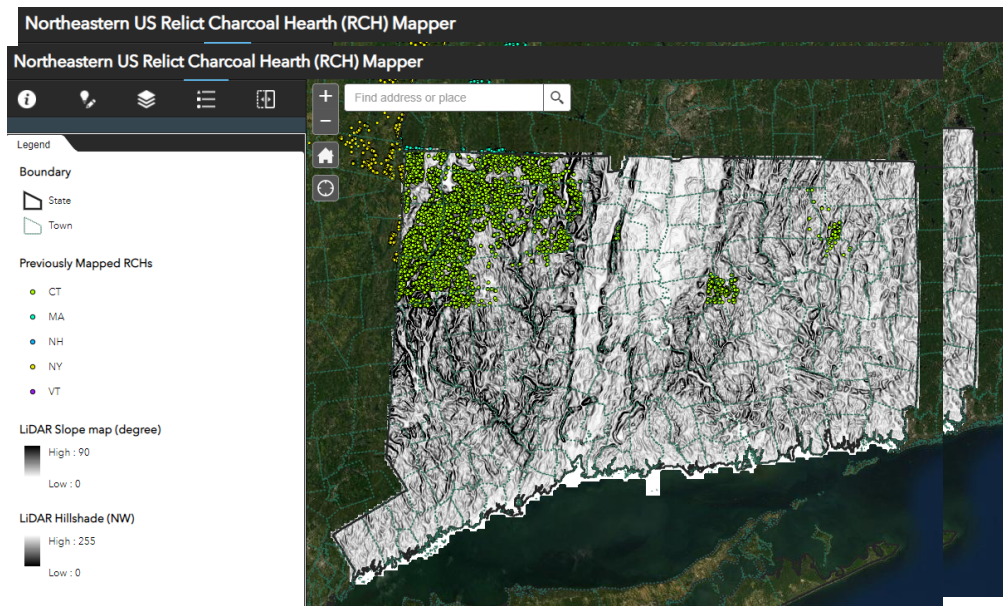 Northeastern US Relict Charcoal Hearth (RCH) Mapper
Northeastern US Relict Charcoal Hearth (RCH) Mapper
Find address or place
Legend
Boundary
State
Town
Previously Mapped RCHs
CT
MA
NH
NY
VT
LiDAR Slope map (degree)
High : 90
Low : 0
LiDAR Hillshade (NW)
High : 255
Low : 0